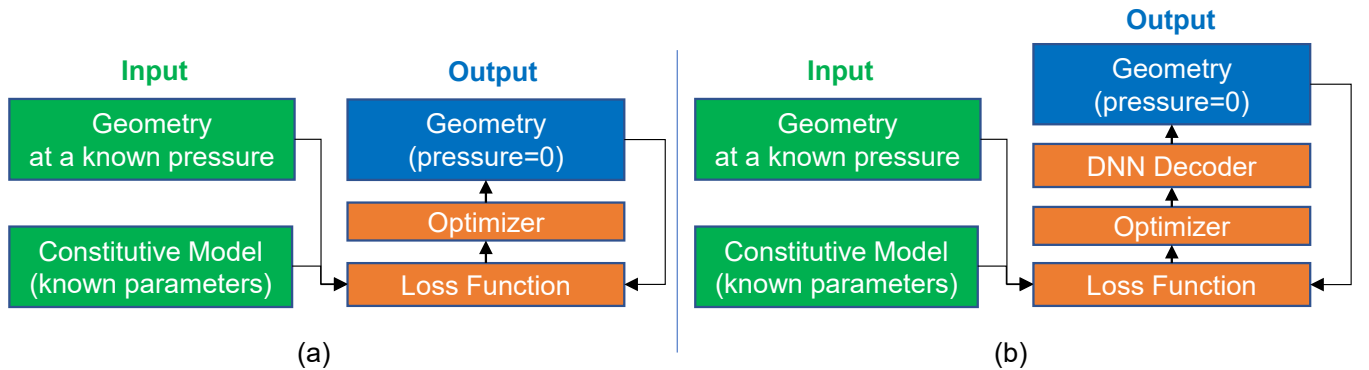 Input
Output
Geometry
at a known pressure
Geometry
(pressure=0)
Optimizer
Constitutive Model
(known parameters)
Loss Function
(a)
Output
Input
Geometry
(pressure=0)
Geometry
at a known pressure
DNN Decoder
Optimizer
Constitutive Model
(known parameters)
Loss Function
(b)